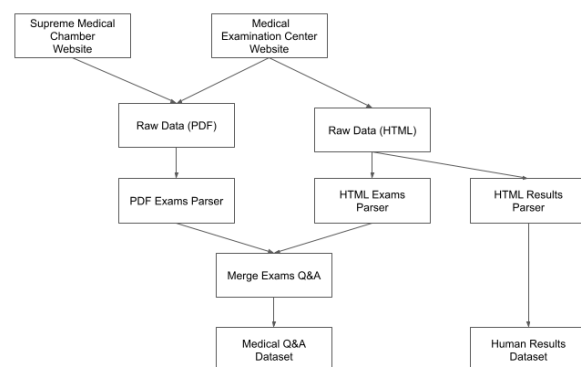 Supreme Medical
Chamber
Website
Medical
Examination Center
Website
Raw Data (PDF)
Raw Data (HTML)
PDF Exams Parser
HTML Exams
Parser
HTML Results
Parser
Merge Exams Q&A
Medical Q&A
Dataset
Human Results
Dataset